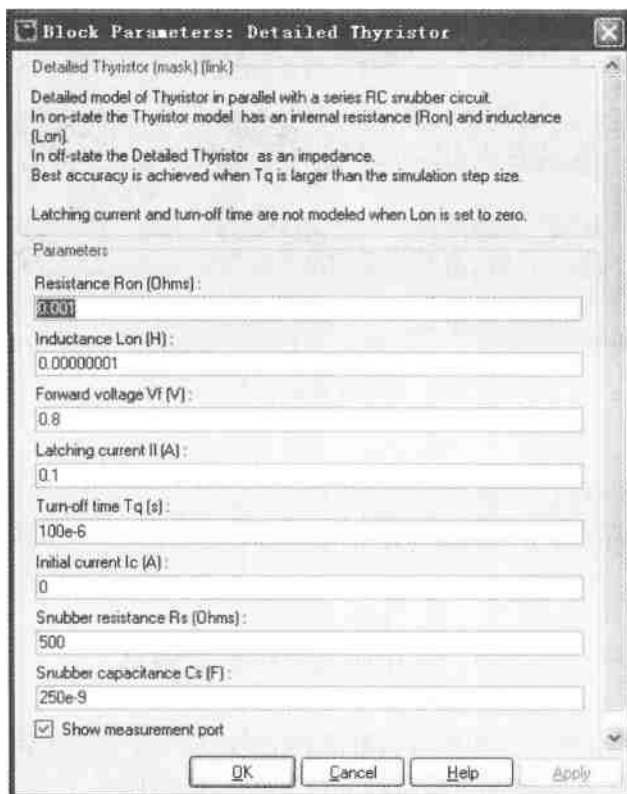 Block Parameters: Detailed Thyristor
Detailed Thyristor (mask) (link)
Detailed model of Thyristor in parallel with a series RC snubber circuit.
In on-state the Thyristor model has an internal resistance (Ron) and inductance
(Lon).
In off-state the Detailed Thyristor as an impedance.
Best accuracy is achieved when Tq is larger than the simulation step size.
Latching current and turn-off time are not modeled when Lon is set to zero.
Parameters
Resistance Ron (Ohms) :
0.001
Inductance Lon (H) :
0.00000001
Forward voltage Vf (V) :
0.8
Latching current Il (A) :
0.1
Turn-off time Tq (s) :
100e-6
Initial current Ic (A) :
0
Snubber resistance Rs (Ohms) :
500
Snubber capacitance Cs (F) :
250e-9
Show measurement port
OK Cancel Help Apply